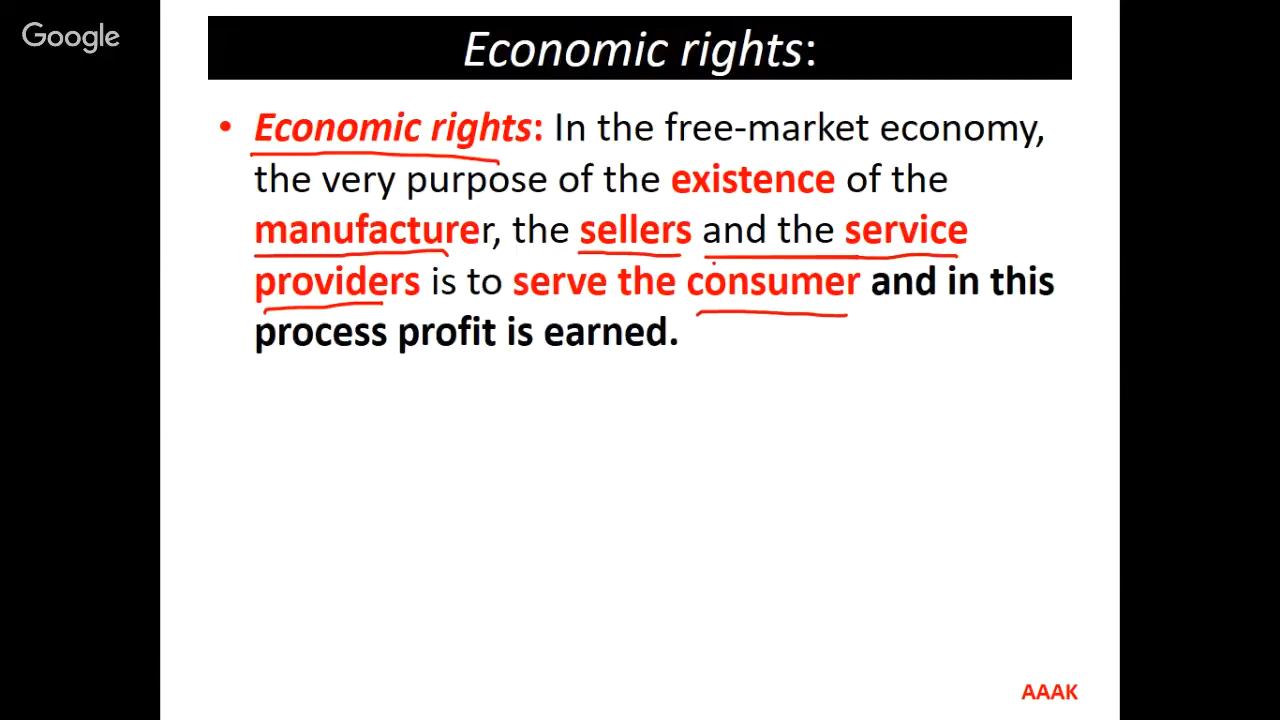 Google
Economic rights:
• Economic rights: In the free-market economy,
the very purpose of the existence of the
manufacturer, the sellers and the service
providers is to serve the consumer and in this
process profit is earned.
AAAK